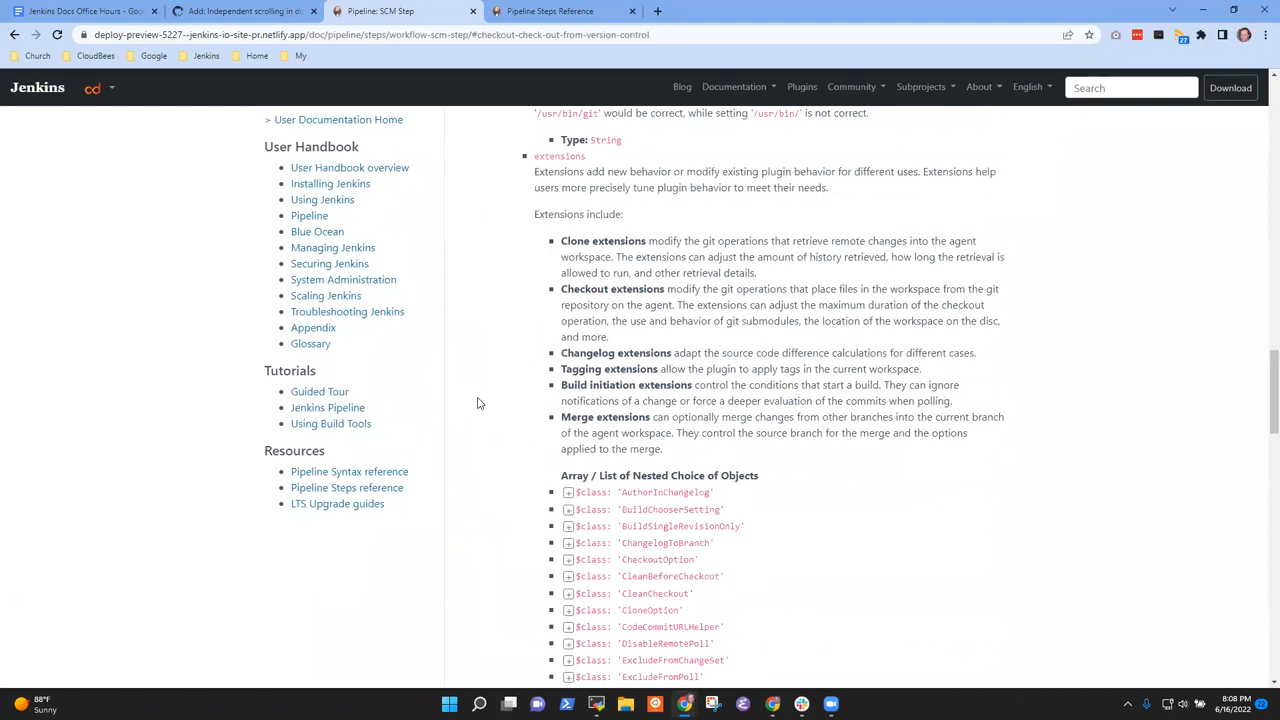 Jenkins Docs Office Hours - Goo
Add: Independent scrolling in do
Pipeline: SCM Step
Pipeline Steps Reference
deploy-preview-5227--jenkins-io-site-pr.netlify.app/doc/pipeline/steps/workflow-scm-step/#checkout-check-out-from-version-control
27
Church
CloudBees
Google
Jenkins
Home
My
Jenkins
cd
Blog
Documentation
Plugins
Community
Subprojects
About
English
Search
Download
> User Documentation Home
User Handbook
User Handbook overview
Installing Jenkins
Using Jenkins
Pipeline
Blue Ocean
Managing Jenkins
Securing Jenkins
System Administration
Scaling Jenkins
Troubleshooting Jenkins
Appendix
Glossary
Tutorials
Guided Tour
Jenkins Pipeline
Using Build Tools
Resources
Pipeline Syntax reference
Pipeline Steps reference
LTS Upgrade guides
'/usr/bin/git' would be correct, while setting '/usr/bin/' is not correct.
Type: String
extensions
Extensions add new behavior or modify existing plugin behavior for different uses. Extensions help
users more precisely tune plugin behavior to meet their needs.
Extensions include:
Clone extensions modify the git operations that retrieve remote changes into the agent
workspace. The extensions can adjust the amount of history retrieved, how long the retrieval is
allowed to run, and other retrieval details.
Checkout extensions modify the git operations that place files in the workspace from the git
repository on the agent. The extensions can adjust the maximum duration of the checkout
operation, the use and behavior of git submodules, the location of the workspace on the disc,
and more.
Changelog extensions adapt the source code difference calculations for different cases.
Tagging extensions allow the plugin to apply tags in the current workspace.
Build initiation extensions control the conditions that start a build. They can ignore
notifications of a change or force a deeper evaluation of the commits when polling.
Merge extensions can optionally merge changes from other branches into the current branch
of the agent workspace. They control the source branch for the merge and the options
applied to the merge.
Array / List of Nested Choice of Objects
$class: 'AuthorInChangelog'
$class: 'BuildChooserSetting'
$class: 'BuildSingleRevisionOnly'
$class: 'ChangelogToBranch'
$class: 'CheckoutOption'
$class: 'CleanBeforeCheckout'
$class: 'CleanCheckout'
$class: 'CloneOption'
$class: 'CodeCommitURLHelper'
$class: 'DisableRemotePoll'
$class: 'ExcludeFromChangeSet'
$class: 'ExcludeFromPoll'
88°F
Sunny
8:08 PM
6/16/2022